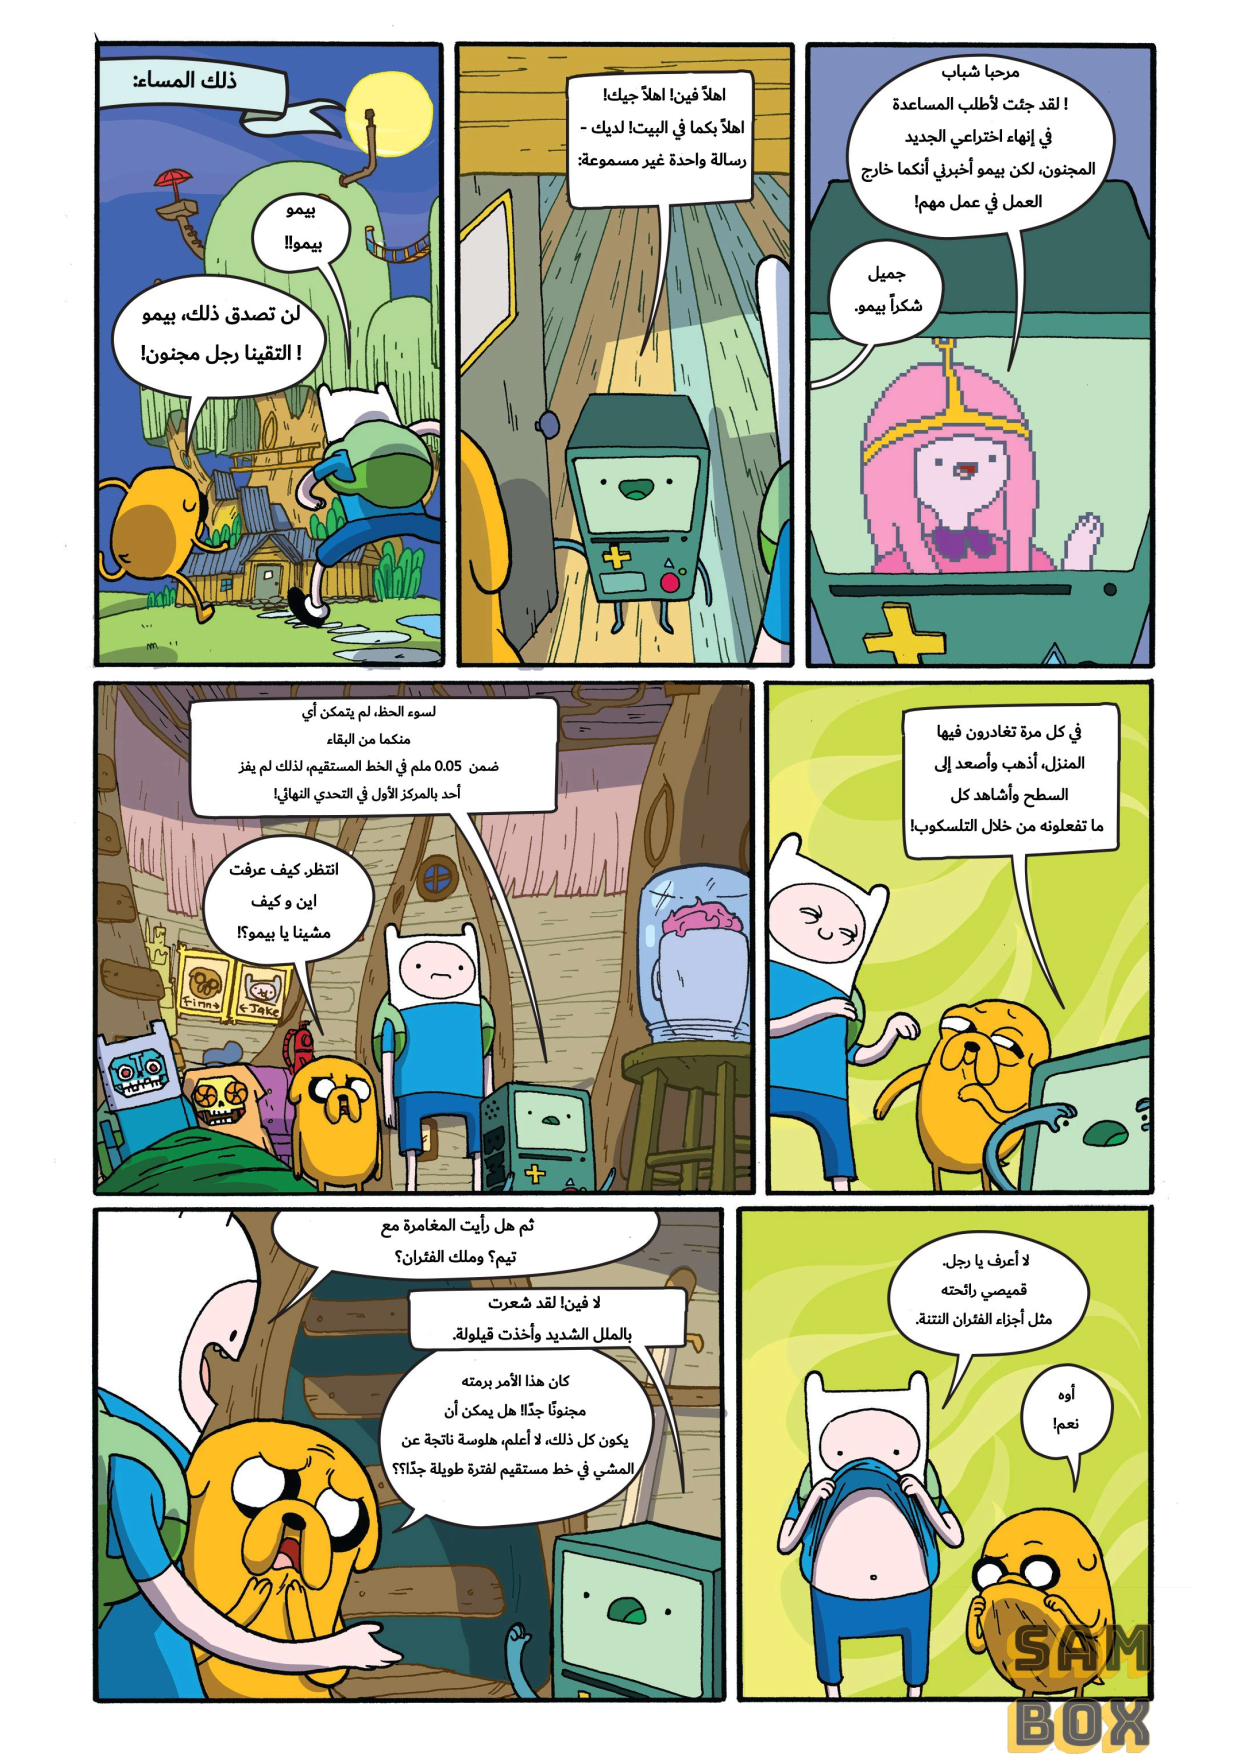 ذلك المساء:
بيمو
بيمو!!
لن تصدق ذلك، بيمو
! التقينا رجل مجنون!
اهلاً فين! اهلاً جيك!
اهلاً بكما في البيت! لديك -
رسالة واحدة غير مسموعة:
مرحبا شباب
! لقد جئت لأطلب المساعدة
في إنهاء اختراعي الجديد
المجنون، لكن بيمو أخبرني أنكما خارج
العمل في عمل مهم!
جميل
شكراً بيمو.
لسوء الحظ، لم يتمكن أي
منكما من البقاء
ضمن 0.05 ملم في الخط المستقيم، لذلك لم يفز
أحد بالمركز الأول في التحدي النهائي!
انتظر. كيف عرفت
اين و كيف
مشينا يا بيمو؟!
Finn→
←Jake
BM
في كل مرة تغادرون فيها
المنزل، أذهب وأصعد إلى
السطح وأشاهد كل
ما تفعلونه من خلال التلسكوب!
ثم هل رأيت المغامرة مع
تيم؟ وملك الفئران؟
لا فين! لقد شعرت
بالملل الشديد وأخذت قيلولة.
كان هذا الأمر برمته
مجنونًا جدًا! هل يمكن أن
يكون كل ذلك، لا أعلم، هلوسة ناتجة عن
المشي في خط مستقيم لفترة طويلة جدًا؟؟
لا أعرف يا رجل.
قميصي رائحته
مثل أجزاء الفئران النتنة.
أوه
نعم!
SAM
BOX